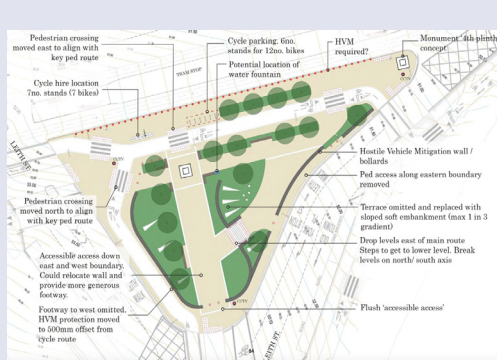 Pedestrian crossing
moved east to align with
key ped route
Cycle parking, 6no.
stands for 12no. bikes
HVM
required?
Monument '4th plinth'
concept
Potential location of
water fountain
Cycle hire location
7no. stands (7 bikes)
TRAM STOP
CCTV
LEITH ST.
CCTV
Hostile Vehicle Mitigation wall /
bollards
Ped access along eastern boundary
removed
Pedestrian crossing
moved north to align
with key ped route
Terrace omitted and replaced with
sloped soft embankment (max 1 in 3
gradient)
Drop levels east of main route
Steps to get to lower level. Break
levels on north/ south axis
Accessible access down
east and west boundary.
Could relocate wall and
provide more generous
footway.
Footway to west omitted.
HVM protection moved
to 500mm offset from
cycle route
CCTV
Flush 'accessible access'
LEITH ST.